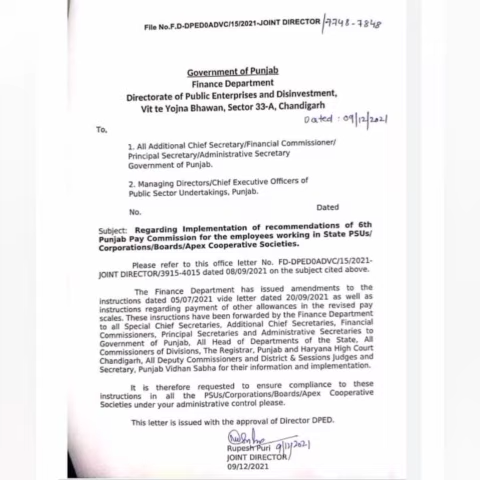 File No.F.D-DPED0ADVC/15/2021-JOINT DIRECTOR/7748-7848
Government of Punjab
Finance Department
Directorate of Public Enterprises and Disinvestment,
Vit te Yojna Bhawan, Sector 33-A, Chandigarh
Dated : 09/12/2021
To,
1. All Additional Chief Secretary/Financial Commissioner/
Principal Secretary/Administrative Secretary
Government of Punjab.
2. Managing Directors/Chief Executive Officers of
Public Sector Undertakings, Punjab.
No. Dated
Subject: Regarding Implementation of recommendations of 6th
Punjab Pay Commission for the employees working in State PSUs/
Corporations/Boards/Apex Cooperative Societies.
Please refer to this office letter No. FD-DPED0ADVC/15/2021-
JOINT DIRECTOR/3915-4015 dated 08/09/2021 on the subject cited above.
The Finance Department has issued amendments to the
instructions dated 05/07/2021 vide letter dated 20/09/2021 as well as
instructions regarding payment of other allowances in the revised pay
scales. These instructions have been forwarded by the Finance Department
to all Special Chief Secretaries, Additional Chief Secretaries, Financial
Commissioners, Principal Secretaries and Administrative Secretaries to
Government of Punjab, All Head of Departments of the State, All
Commissioners of Divisions, The Registrar, Punjab and Haryana High Court
Chandigarh, All Deputy Commissioners and District & Sessions Judges and
Secretary, Punjab Vidhan Sabha for their information and implementation.
It is therefore requested to ensure compliance to these
instructions in all the PSUs/Corporations/Boards/Apex Cooperative
Societies under your administrative control please.
This letter is issued with the approval of Director DPED.
Rupesh Puri 9/12/2021
JOINT DIRECTOR
09/12/2021